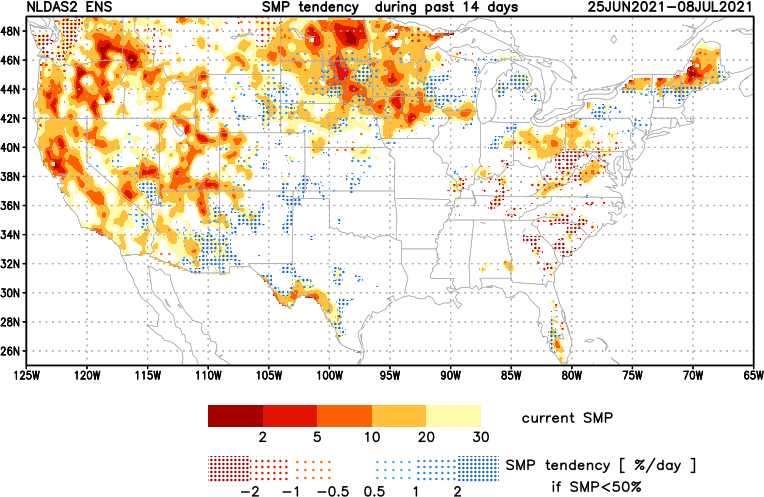 NLDAS2 ENS SMP tendency during past 14 days 25JUN2021−08JUL2021
48N
46N
44N
42N
40N
38N
36N
34N
32N
30N
28N
26N
125W 120W 115W 110W 105W 100W 95W 90W 85W 80W 75W 70W 65W
current SMP
2 5 10 20 30
SMP tendency [ %/day ]
if SMP<50%
−2 −1 −0.5 0.5 1 2